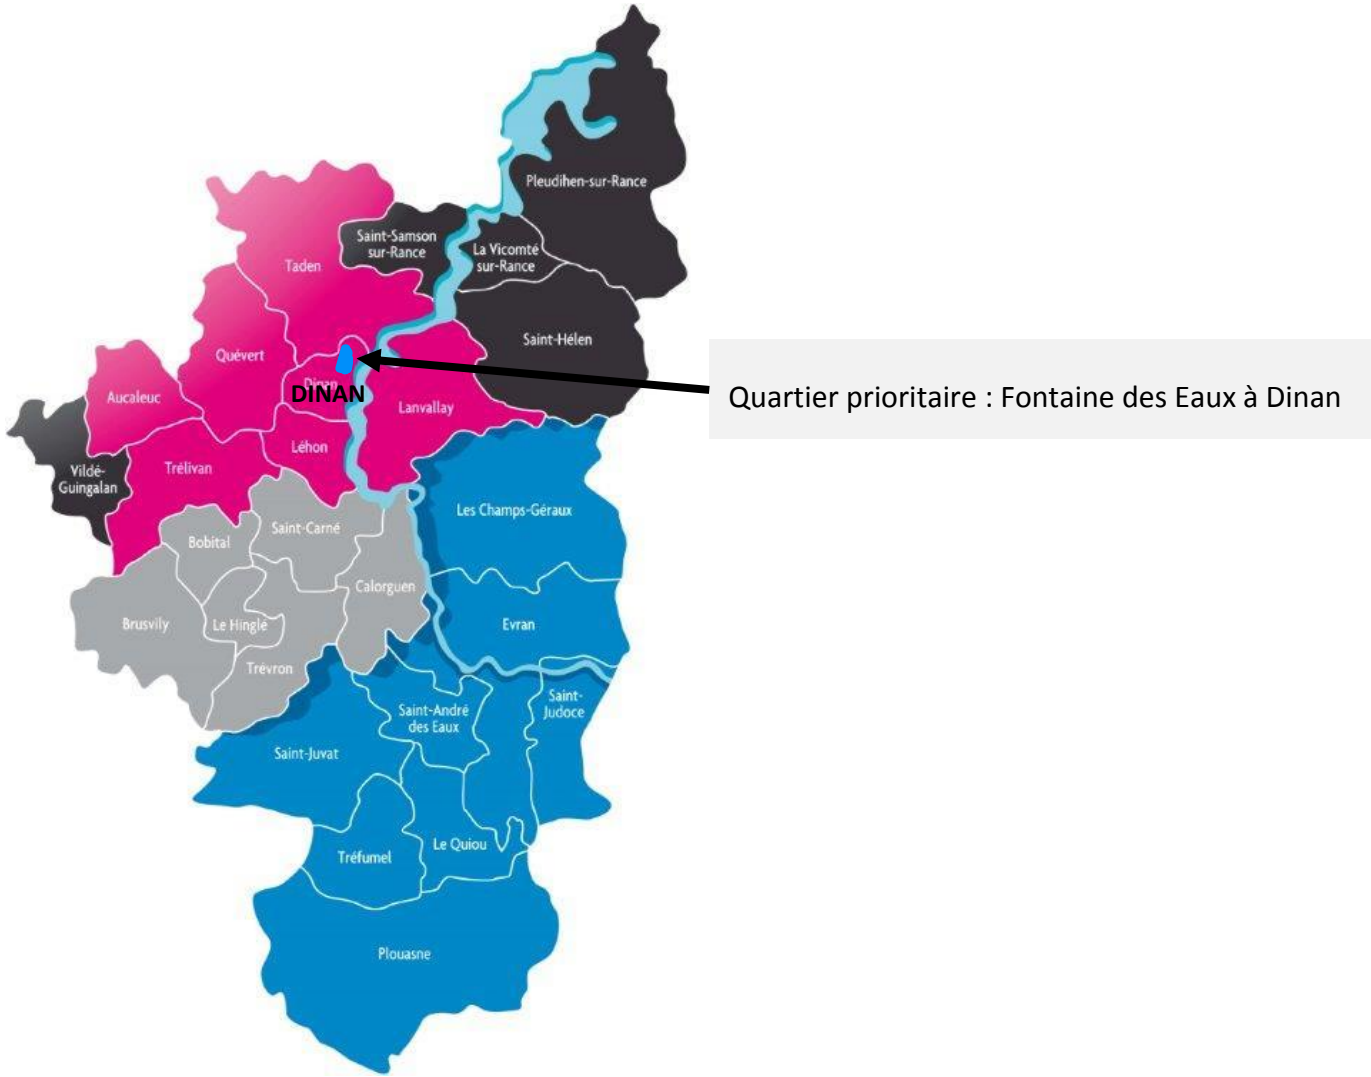 Pleudihen-sur-Rance
Saint-Samson
sur-Rance
La Vicomté
sur-Rance
Taden
Saint-Hélen
Quévert
Dinan
DINAN
Aucaleuc
Lanvallay
Quartier prioritaire : Fontaine des Eaux à Dinan
Léhon
Trélivan
Vildé-
Guingalan
Les Champs-Géraux
Saint-Carné
Bobital
Calorguen
Brusvily
Le Hinglé
Evran
Trévron
Saint-
Judoce
Saint-André
des Eaux
Saint-Juvat
Le Quiou
Tréfumel
Plouasne